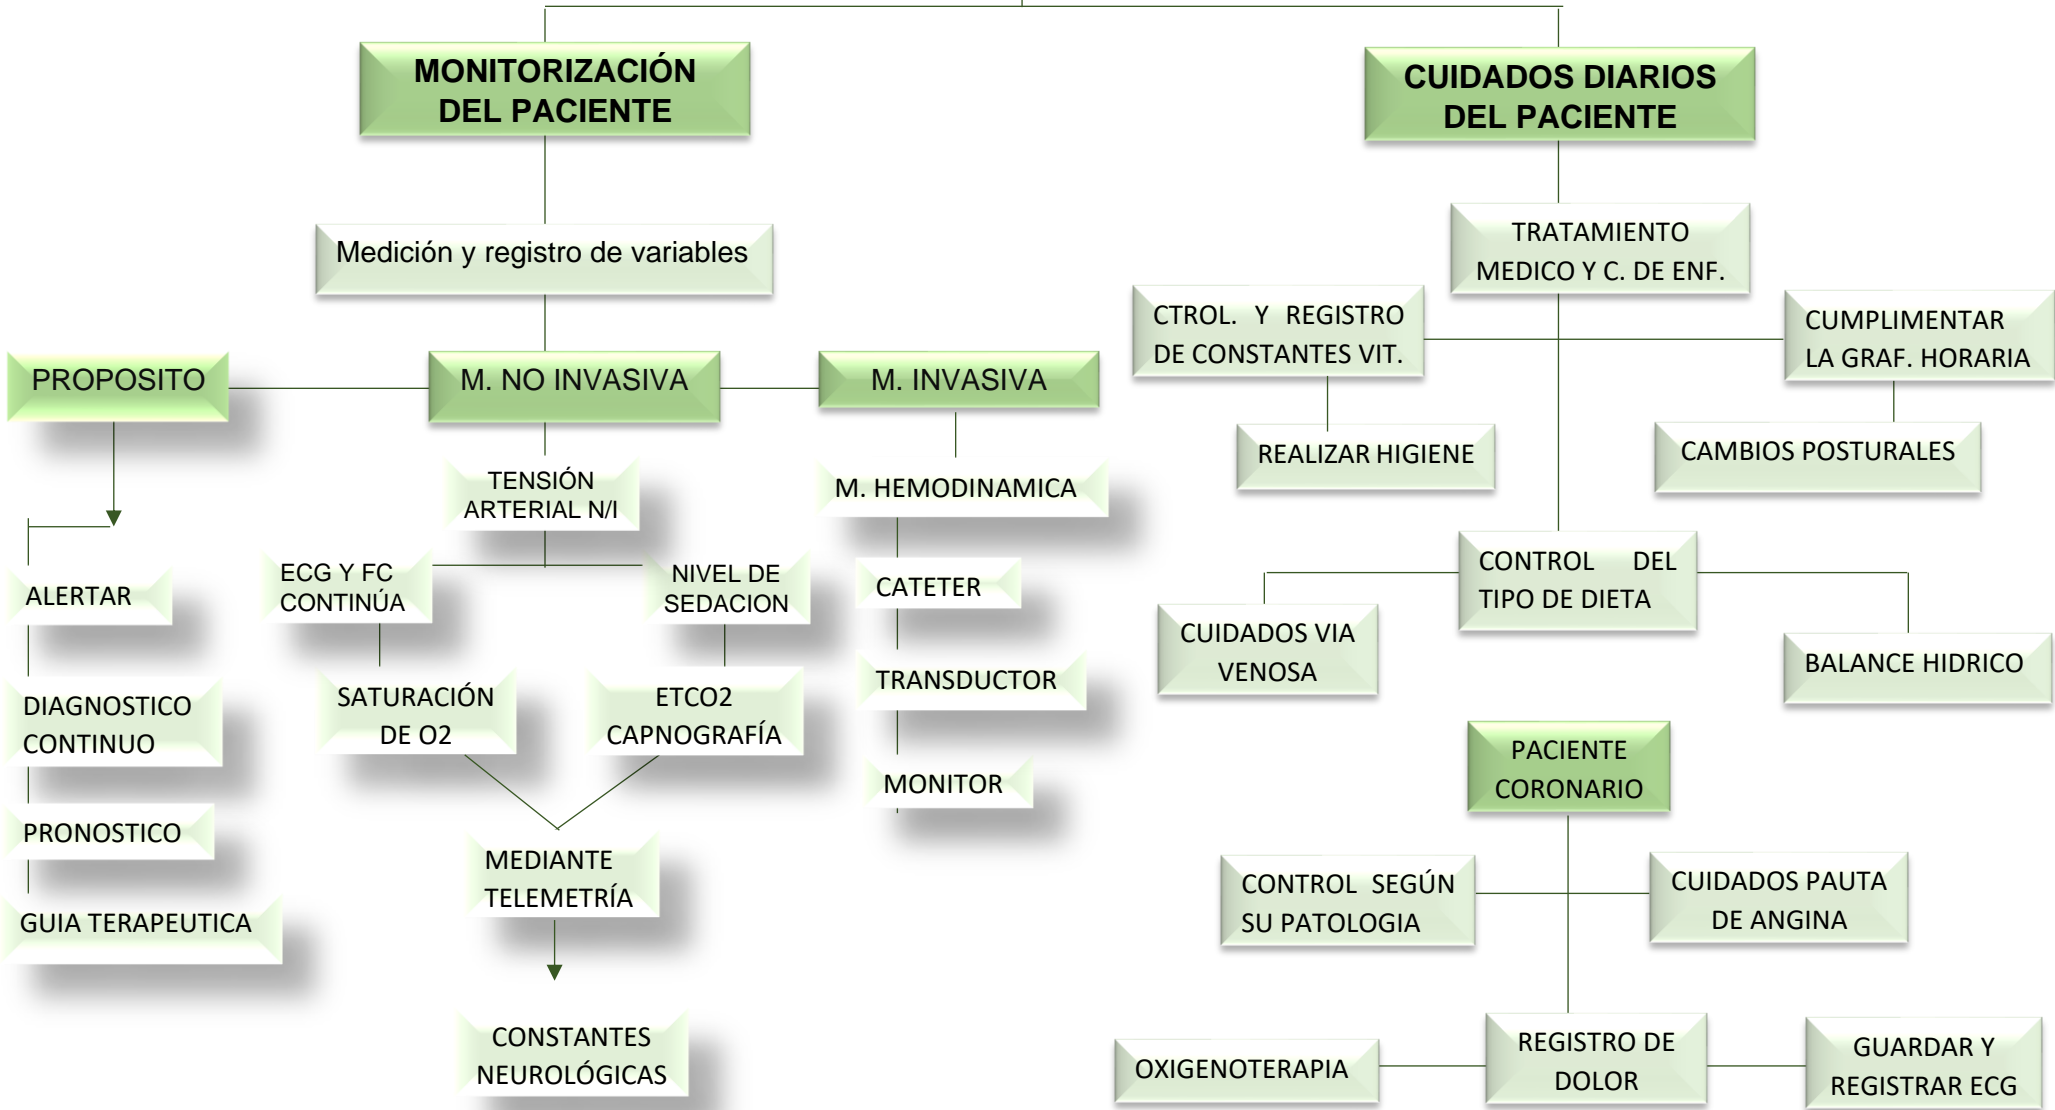 MONITORIZACIÓN
DEL PACIENTE
Medición y registro de variables
PROPOSITO
M. NO INVASIVA
M. INVASIVA
ALERTAR
DIAGNOSTICO
CONTINUO
PRONOSTICO
GUIA TERAPEUTICA
TENSIÓN
ARTERIAL N/I
ECG Y FC
CONTINÚA
NIVEL DE
SEDACION
SATURACIÓN
DE O2
ETCO2
CAPNOGRAFÍA
MEDIANTE
TELEMETRÍA
CONSTANTES
NEUROLÓGICAS
M. HEMODINAMICA
CATETER
TRANSDUCTOR
MONITOR
CUIDADOS DIARIOS
DEL PACIENTE
TRATAMIENTO
MEDICO Y C. DE ENF.
CTROL. Y REGISTRO
DE CONSTANTES VIT.
CUMPLIMENTAR
LA GRAF. HORARIA
REALIZAR HIGIENE
CAMBIOS POSTURALES
CONTROL DEL
TIPO DE DIETA
CUIDADOS VIA
VENOSA
BALANCE HIDRICO
PACIENTE
CORONARIO
CONTROL SEGÚN
SU PATOLOGIA
CUIDADOS PAUTA
DE ANGINA
OXIGENOTERAPIA
REGISTRO DE
DOLOR
GUARDAR Y
REGISTRAR ECG